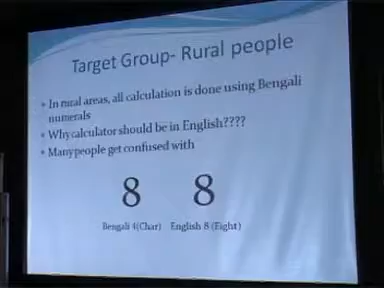 Target Group- Rural people
• In rural areas, all calculation is done using Bengali
numerals
• Why calculator should be in English????
• Many people get confused with
৪ 8
Bengali 4(Char) English 8 (Eight)